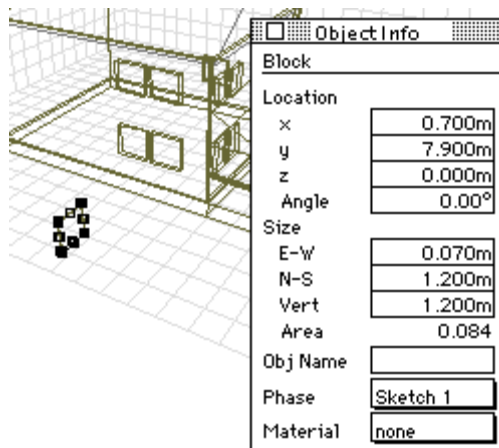 Object Info
Block
Location
x 0.700m
y 7.900m
z 0.000m
Angle 0.00°
Size
E-W 0.070m
N-S 1.200m
Vert 1.200m
Area 0.084
Obj Name
Phase Sketch 1
Material none